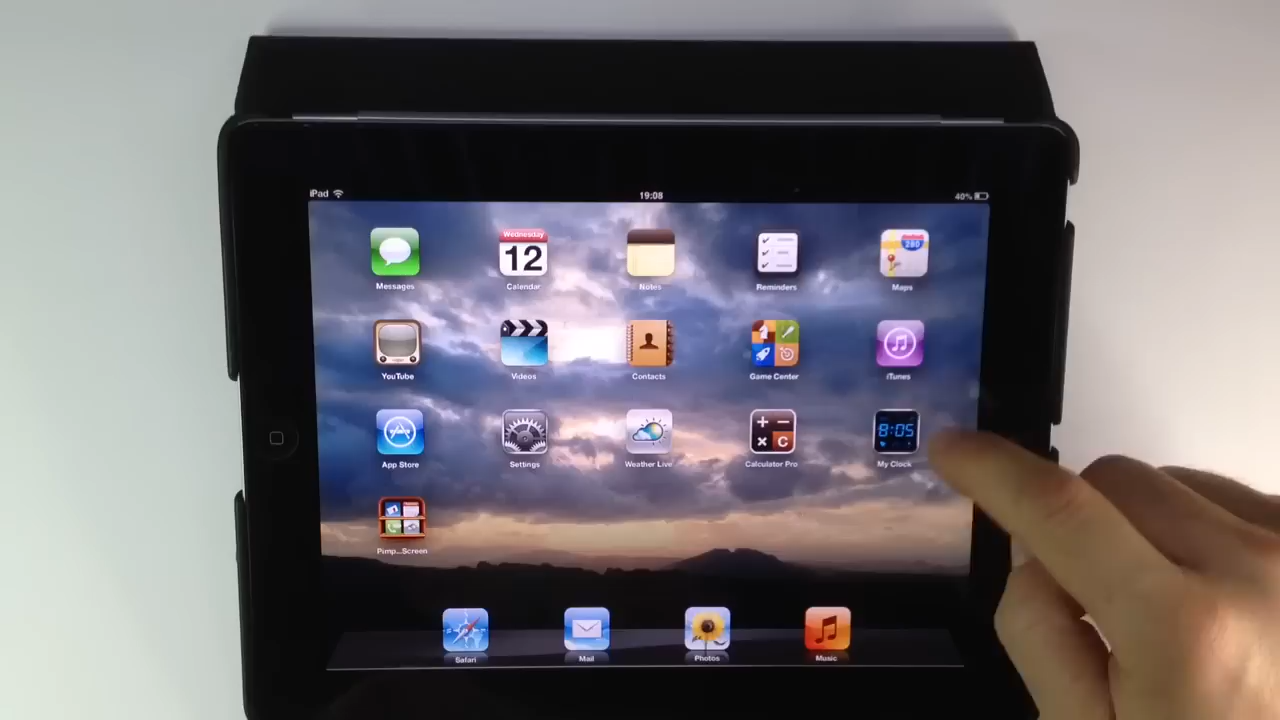 iPad 19:08 40%
Wednesday
12
280
Messages Calendar Notes Reminders Maps
YouTube Videos Contacts Game Center iTunes
8:05
C
App Store Settings Weather Live Calculator Pro My Clock
Pimp...Screen
Safari Mail Photos Music